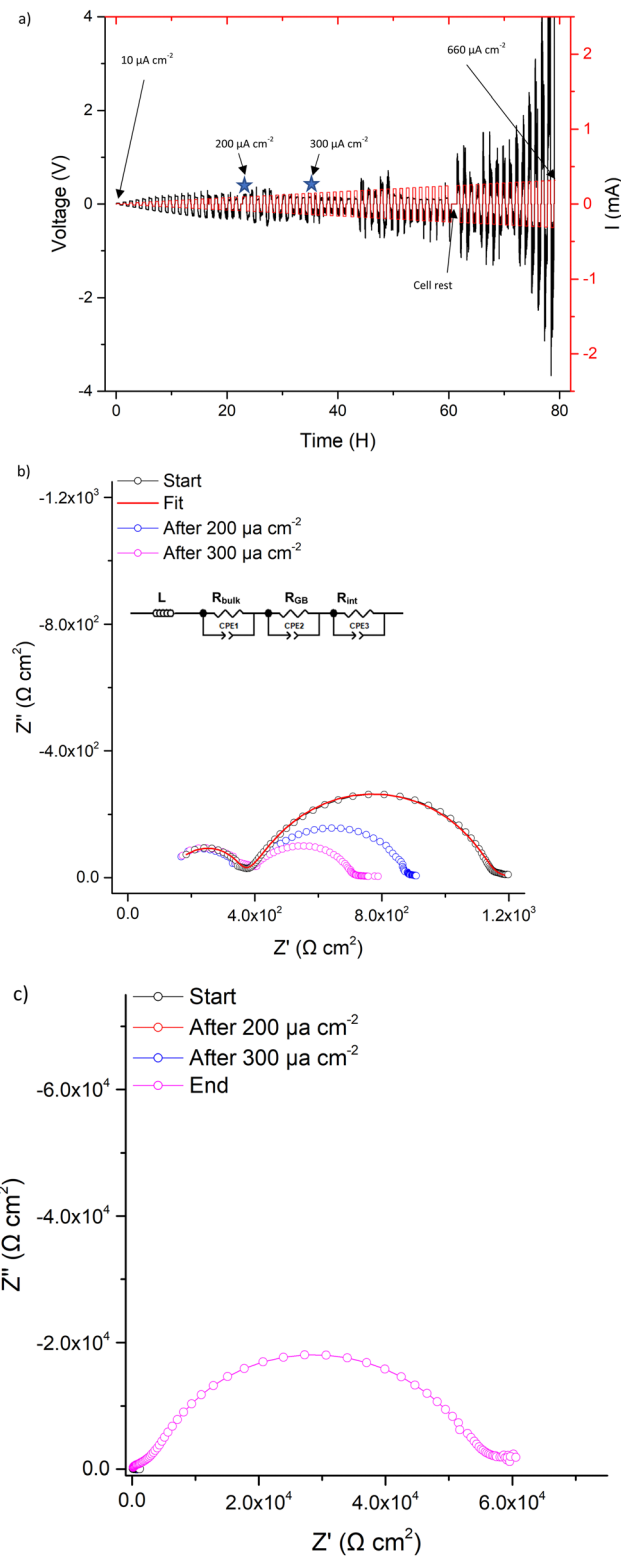 a)
4
2
0
-2
-4
Voltage (V)
10 µA cm-2
200 µA cm-2
300 µA cm-2
660 µA cm-2
Cell rest
2
1
0
-1
-2
I (mA)
0
20
40
60
80
Time (H)
b)
Start
Fit
After 200 µa cm-2
After 300 µa cm-2
L
Rbulk
RGB
Rint
CPE1
CPE2
CPE3
-1.2x10³
-8.0x10²
-4.0x10²
0.0
Z'' (Ω cm²)
0.0
4.0x10²
8.0x10²
1.2x10³
Z' (Ω cm²)
c)
Start
After 200 µa cm-2
After 300 µa cm-2
End
-6.0x10⁴
-4.0x10⁴
-2.0x10⁴
0.0
Z'' (Ω cm²)
0.0
2.0x10⁴
4.0x10⁴
6.0x10⁴
Z' (Ω cm²)